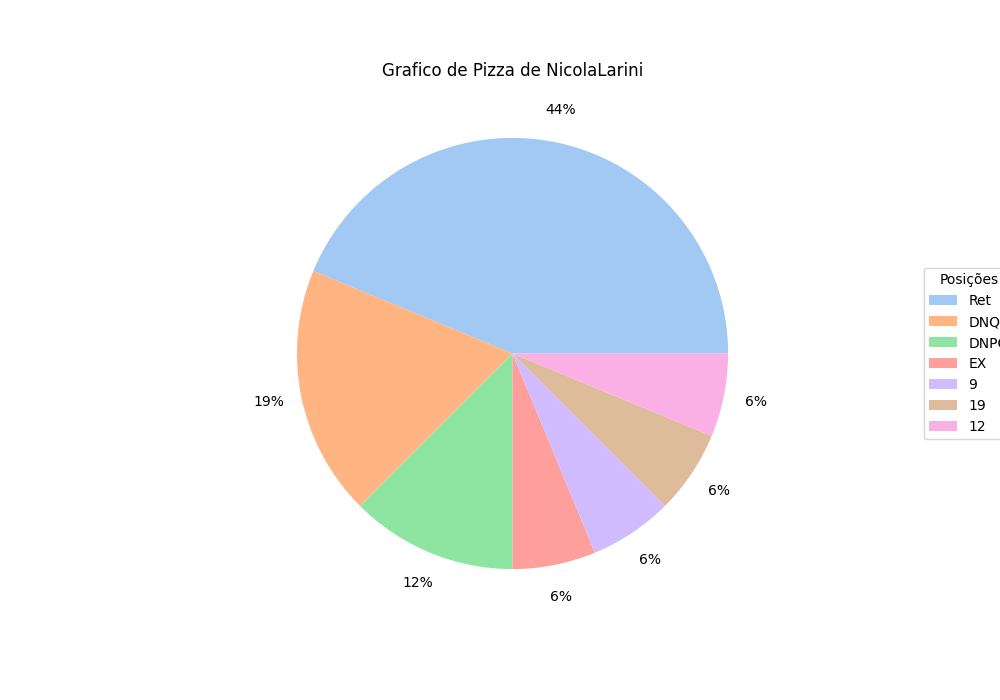 Grafico de Pizza de NicolaLarini
44%
19%
12%
6%
6%
6%
6%
Posições
Ret
DNQ
EX
9
19
12